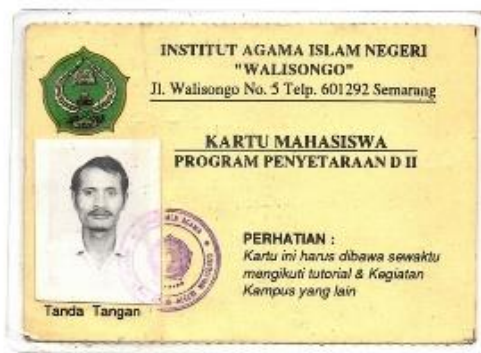 INSTITUT AGAMA ISLAM NEGERI
"WALISONGO"
Jl. Walisongo No. 5 Telp. 601292 Semarang
KARTU MAHASISWA
PROGRAM PENYETARAAN D II
PERHATIAN :
Kartu ini harus dibawa sewaktu
mengikuti tutorial & Kegiatan
Kampus yang lain
Tanda Tangan